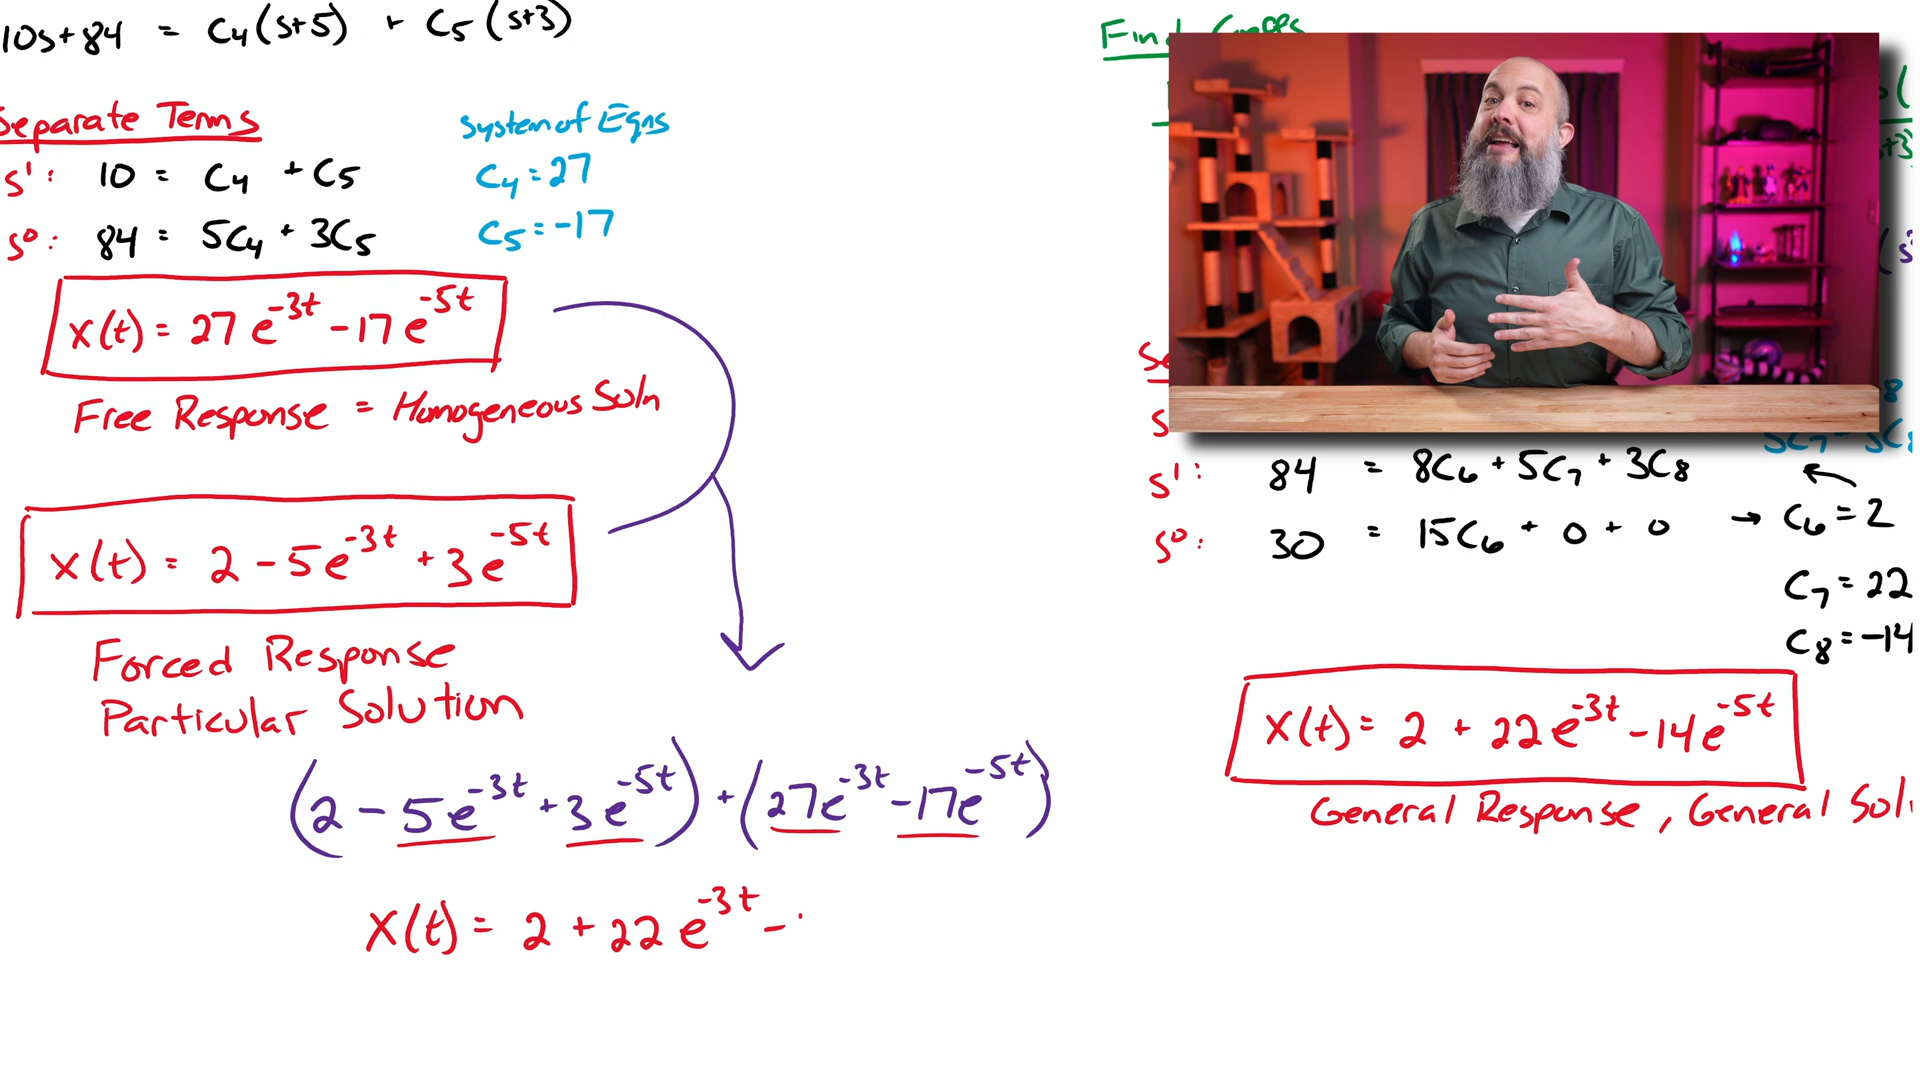 10s+84 = C₄(s+5) + C₅(s+3)
Separate Terms
s¹: 10 = C₄ + C₅
s⁰: 84 = 5C₄ + 3C₅
System of Eqns
C₄ = 27
C₅ = -17
x(t) = 27e^{-3t} - 17e^{-5t}
Free Response = Homogeneous Soln
x(t) = 2 - 5e^{-3t} + 3e^{-5t}
Forced Response
Particular Solution
(2 - 5e^{-3t} + 3e^{-5t}) + (27e^{-3t} - 17e^{-5t})
x(t) = 2 + 22e^{-3t} -
Find
s¹: 84 = 8C₆ + 5C₇ + 3C₈
s⁰: 30 = 15C₆ + 0 + 0 → C₆ = 2
C₇ = 22
C₈ = -14
x(t) = 2 + 22e^{-3t} - 14e^{-5t}
General Response, General Sol